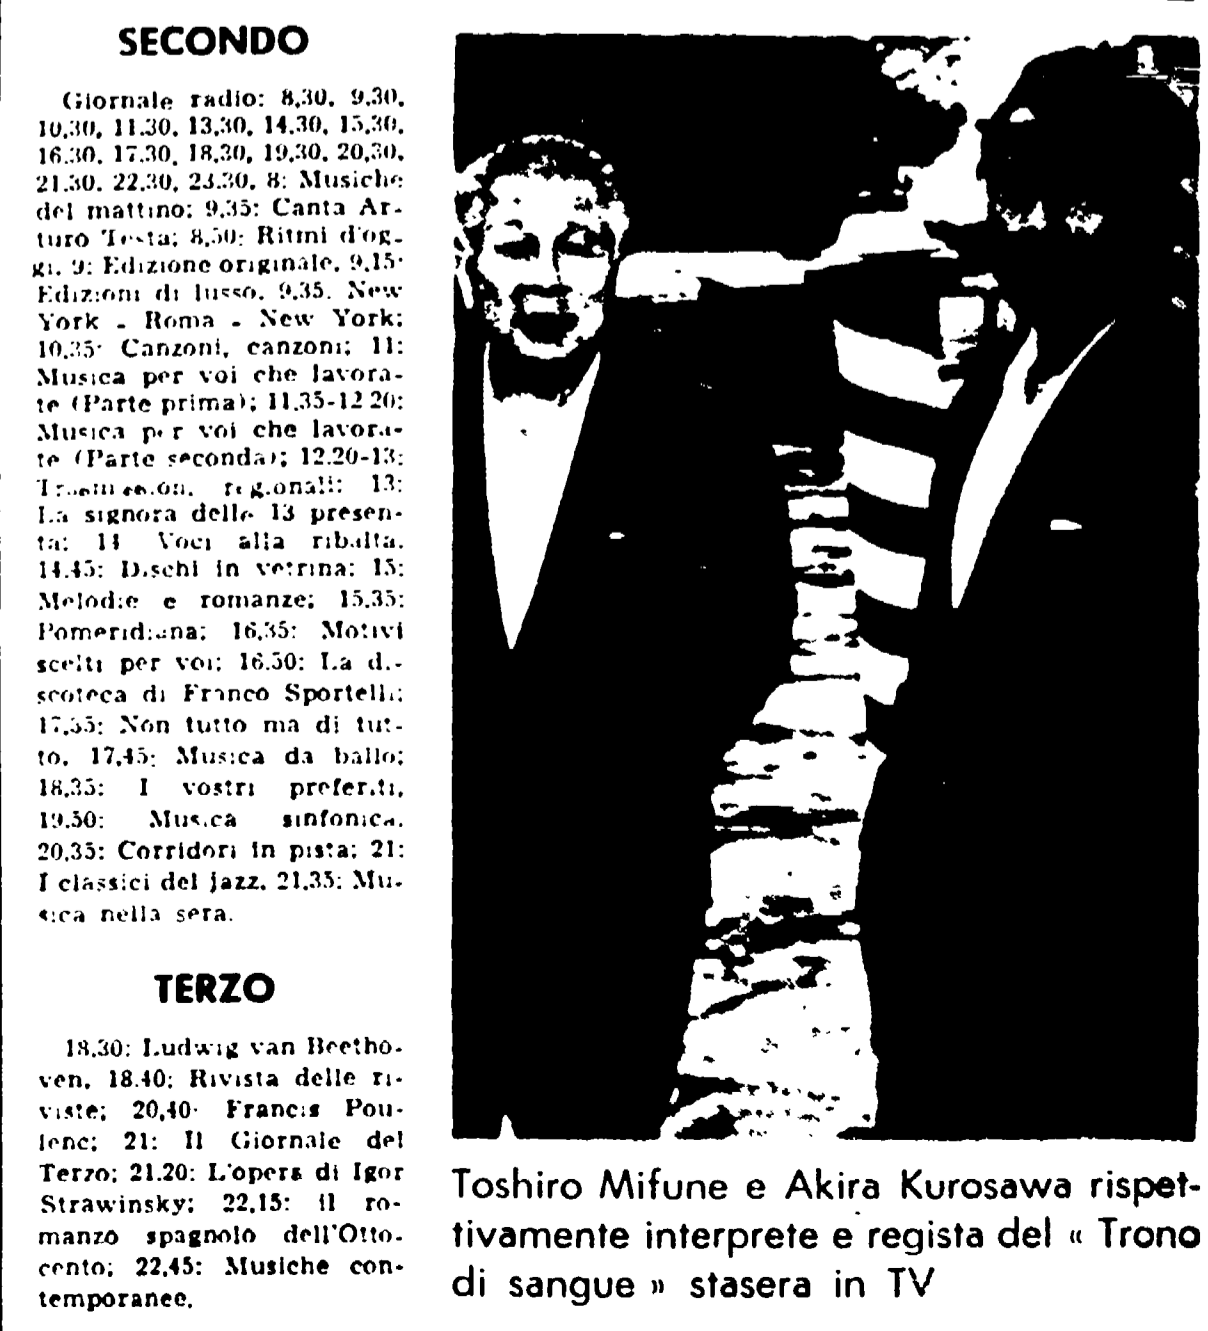 SECONDO
Giornale radio: 8,30, 9,30,
10,30, 11.30, 13,30, 14.30, 15,30,
16.30, 17.30, 18,30, 19,30, 20,30,
21.30, 22.30, 23.30, 8: Musiche
del mattino; 9,35: Canta Ar-
turo Testa; 8,50: Ritmi d'og-
gi, 9: Edizione originale, 9,15:
Edizioni di lusso, 9,35. New
York - Roma - New York;
10,35: Canzoni, canzoni; 11:
Musica per voi che lavora-
te (Parte prima); 11,35-12 20:
Musica per voi che lavora-
te (Parte seconda); 12.20-13:
Trasmissioni regionali; 13:
La signora delle 13 presen-
ta; 14 Voci alla ribalta,
14.45: Dischi in vetrina; 15:
Melodie e romanze; 15,35:
Pomeridiana; 16,35: Motivi
scelti per voi; 16.50: La di-
scoteca di Franco Sportelli;
17,35: Non tutto ma di tut-
to, 17,45: Musica da ballo;
18,35: I vostri preferiti,
19.50: Musica sinfonica,
20,35: Corridori in pista; 21:
I classici del jazz, 21,35: Mu-
sica nella sera.
TERZO
18.30: Ludwig van Beetho-
ven, 18.40: Rivista delle ri-
viste; 20,40· Francis Pou-
lenc; 21: Il Giornale del
Terzo; 21.20: L'opera di Igor
Strawinsky; 22,15: il ro-
manzo spagnolo dell'Otto-
cento; 22,45: Musiche con-
temporanee.
Toshiro Mifune e Akira Kurosawa rispet-
tivamente interprete e regista del « Trono
di sangue » stasera in TV